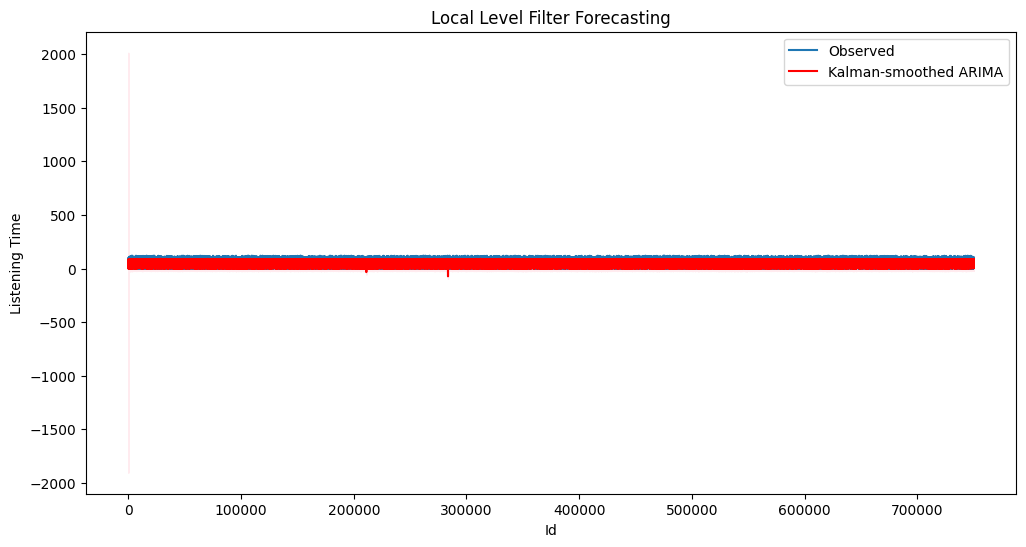 Local Level Filter Forecasting
Observed
Kalman-smoothed ARIMA
2000
1500
1000
500
0
−500
−1000
−1500
−2000
Listening Time
0 100000 200000 300000 400000 500000 600000 700000
Id